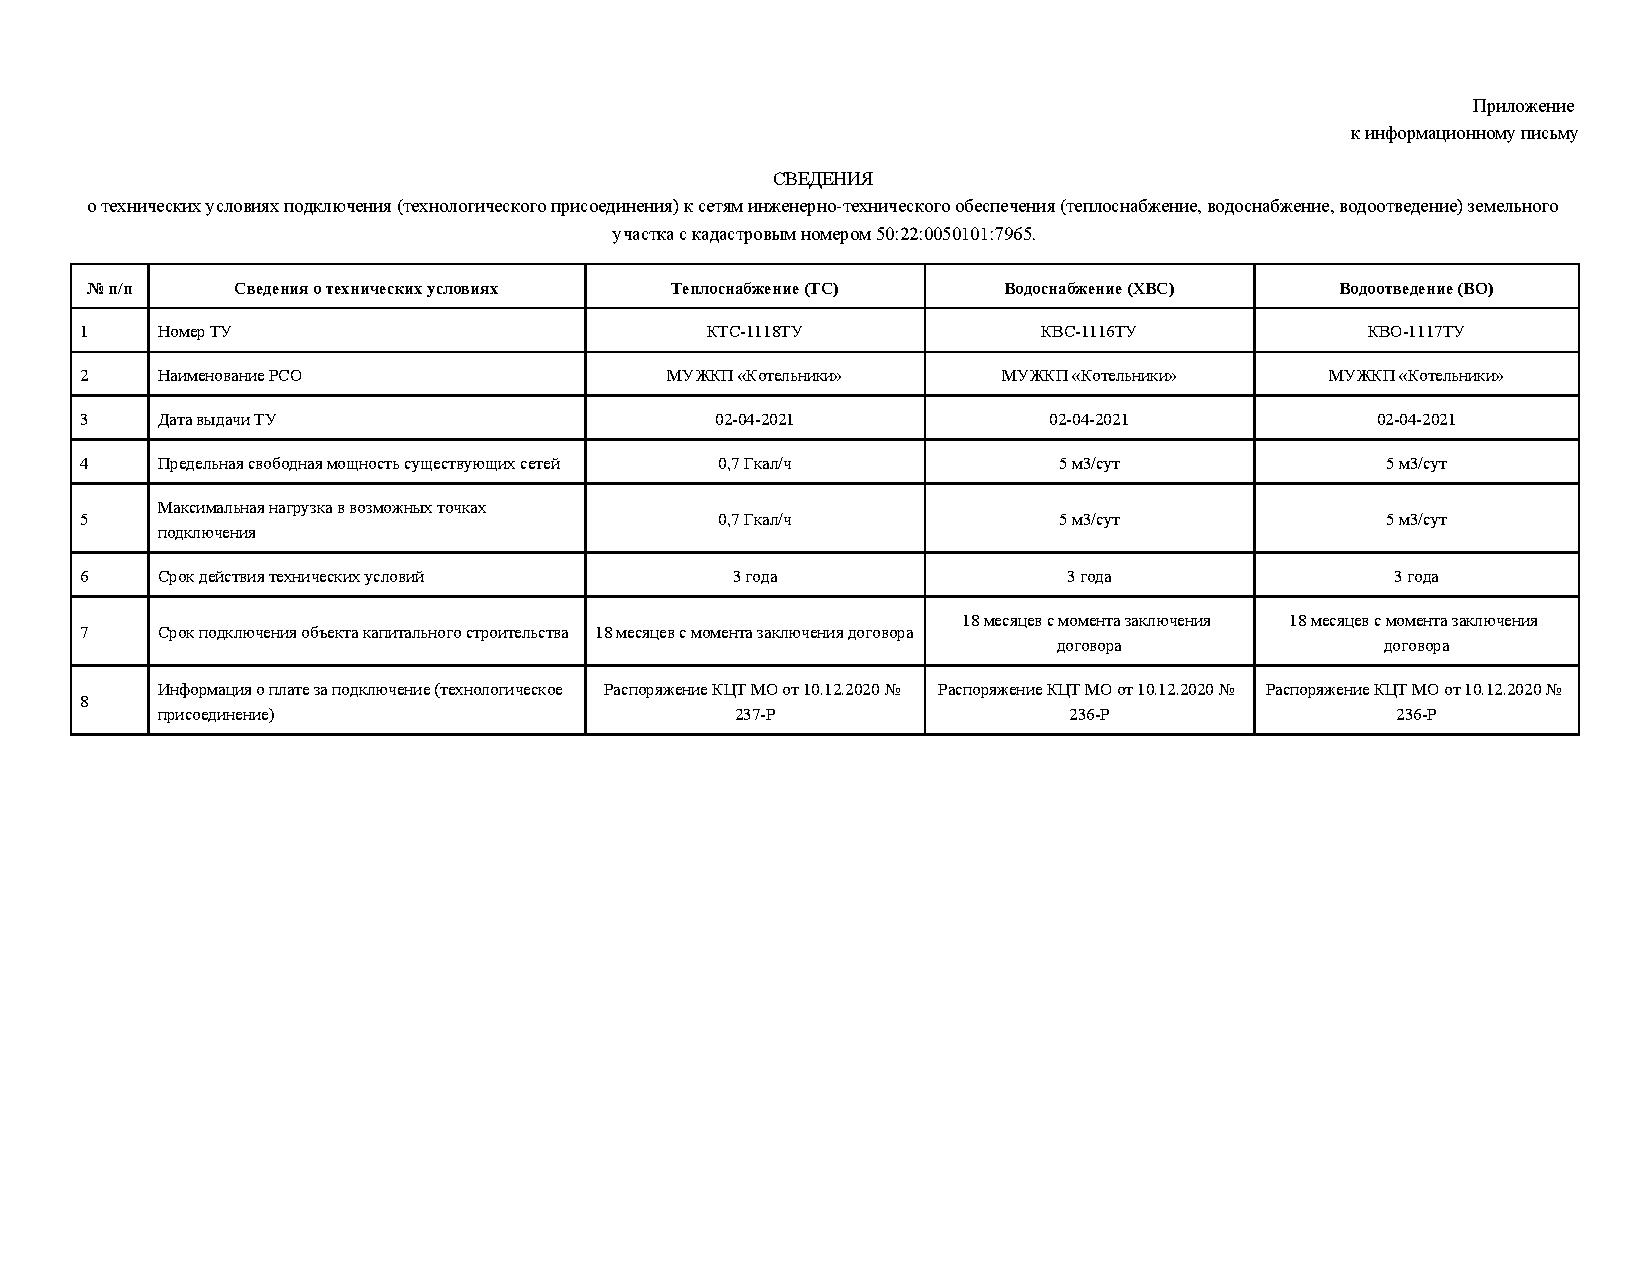 Приложение
к информационному письму
СВЕДЕНИЯ
о технических условиях подключения (технологического присоединения) к сетям инженерно-технического обеспечения (теплоснабжение, водоснабжение, водоотведение) земельного
участка с кадастровым номером 50:22:0050101:7965.
№ п/п Сведения о технических условиях Теплоснабжение (ТС) Водоснабжение (ХВС) Водоотведение (ВО)
1 Номер ТУ КТС-1118ТУ КВС-1116ТУ КВО-1117ТУ
2 Наименование РСО МУЖКП «Котельники» МУЖКП «Котельники» МУЖКП «Котельники»
3 Дата выдачи ТУ 02-04-2021 02-04-2021 02-04-2021
4 Предельная свободная мощность существующих сетей 0,7 Гкал/ч 5 м3/сут 5 м3/сут
5 Максимальная нагрузка в возможных точках
подключения 0,7 Гкал/ч 5 м3/сут 5 м3/сут
6 Срок действия технических условий 3 года 3 года 3 года
7 Срок подключения объекта капитального строительства 18 месяцев с момента заключения договора 18 месяцев с момента заключения
договора 18 месяцев с момента заключения
договора
8 Информация о плате за подключение (технологическое
присоединение) Распоряжение КЦТ МО от 10.12.2020 №
237-Р Распоряжение КЦТ МО от 10.12.2020 №
236-Р Распоряжение КЦТ МО от 10.12.2020 №
236-Р